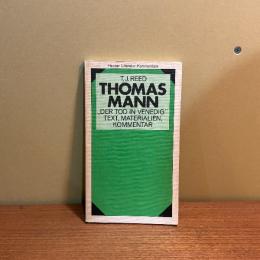 Hanser Literatur-Kommentare
T.J. REED
THOMAS
MANN
„DER TOD IN VENEDIG"
TEXT, MATERIALIEN,
KOMMENTAR